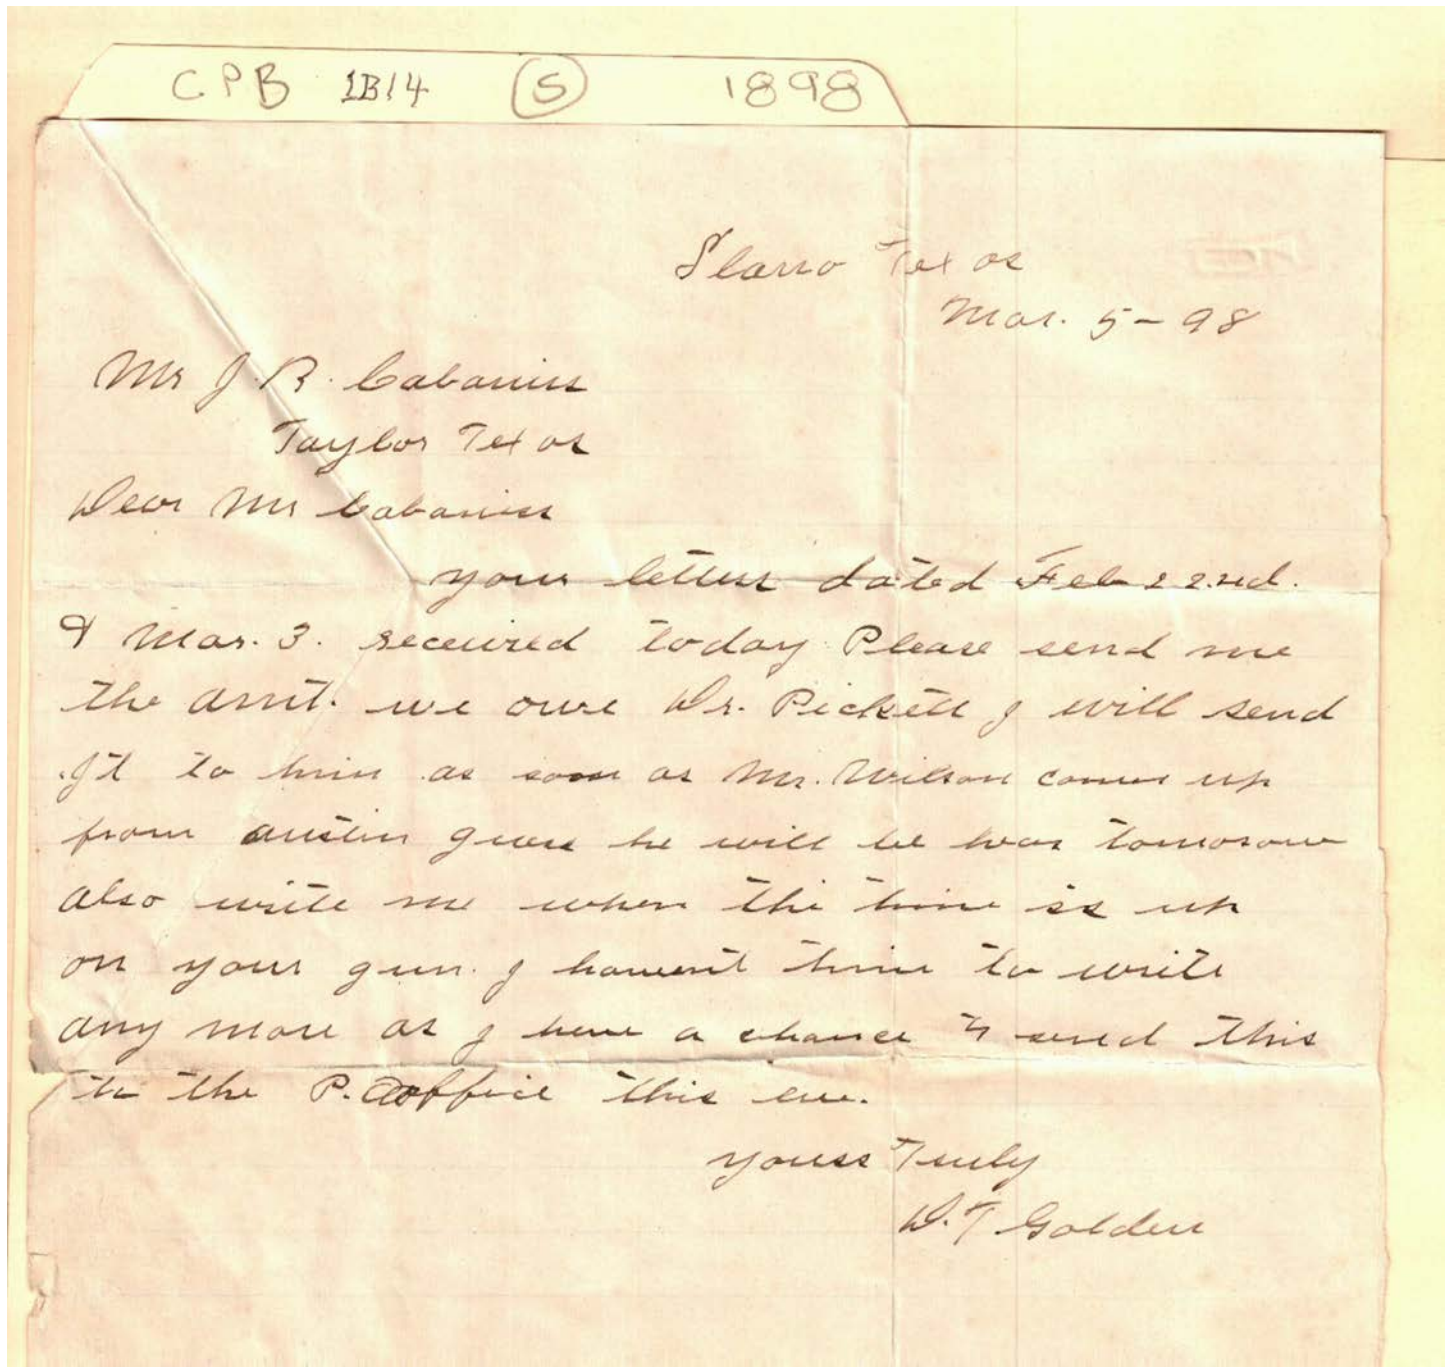 CPB 1B14 (5) 1898
Llano Texas
Mar. 5-98
Mr J. R. Cabaniss
Taylor Texas
Dear Mr Cabaniss
your letters dated Feb 22nd.
& Mar. 3. received today. Please send me
the amt. we owe Dr. Pickett I will send
It to him as soon as Mr. Wilson comes up
from austin guess he will be hear tomorow
also write me when the time is up
on your gun. I havent time to write
any more as I have a chance to send this
to the P. office this eve.
yours Truly
D. T Golden